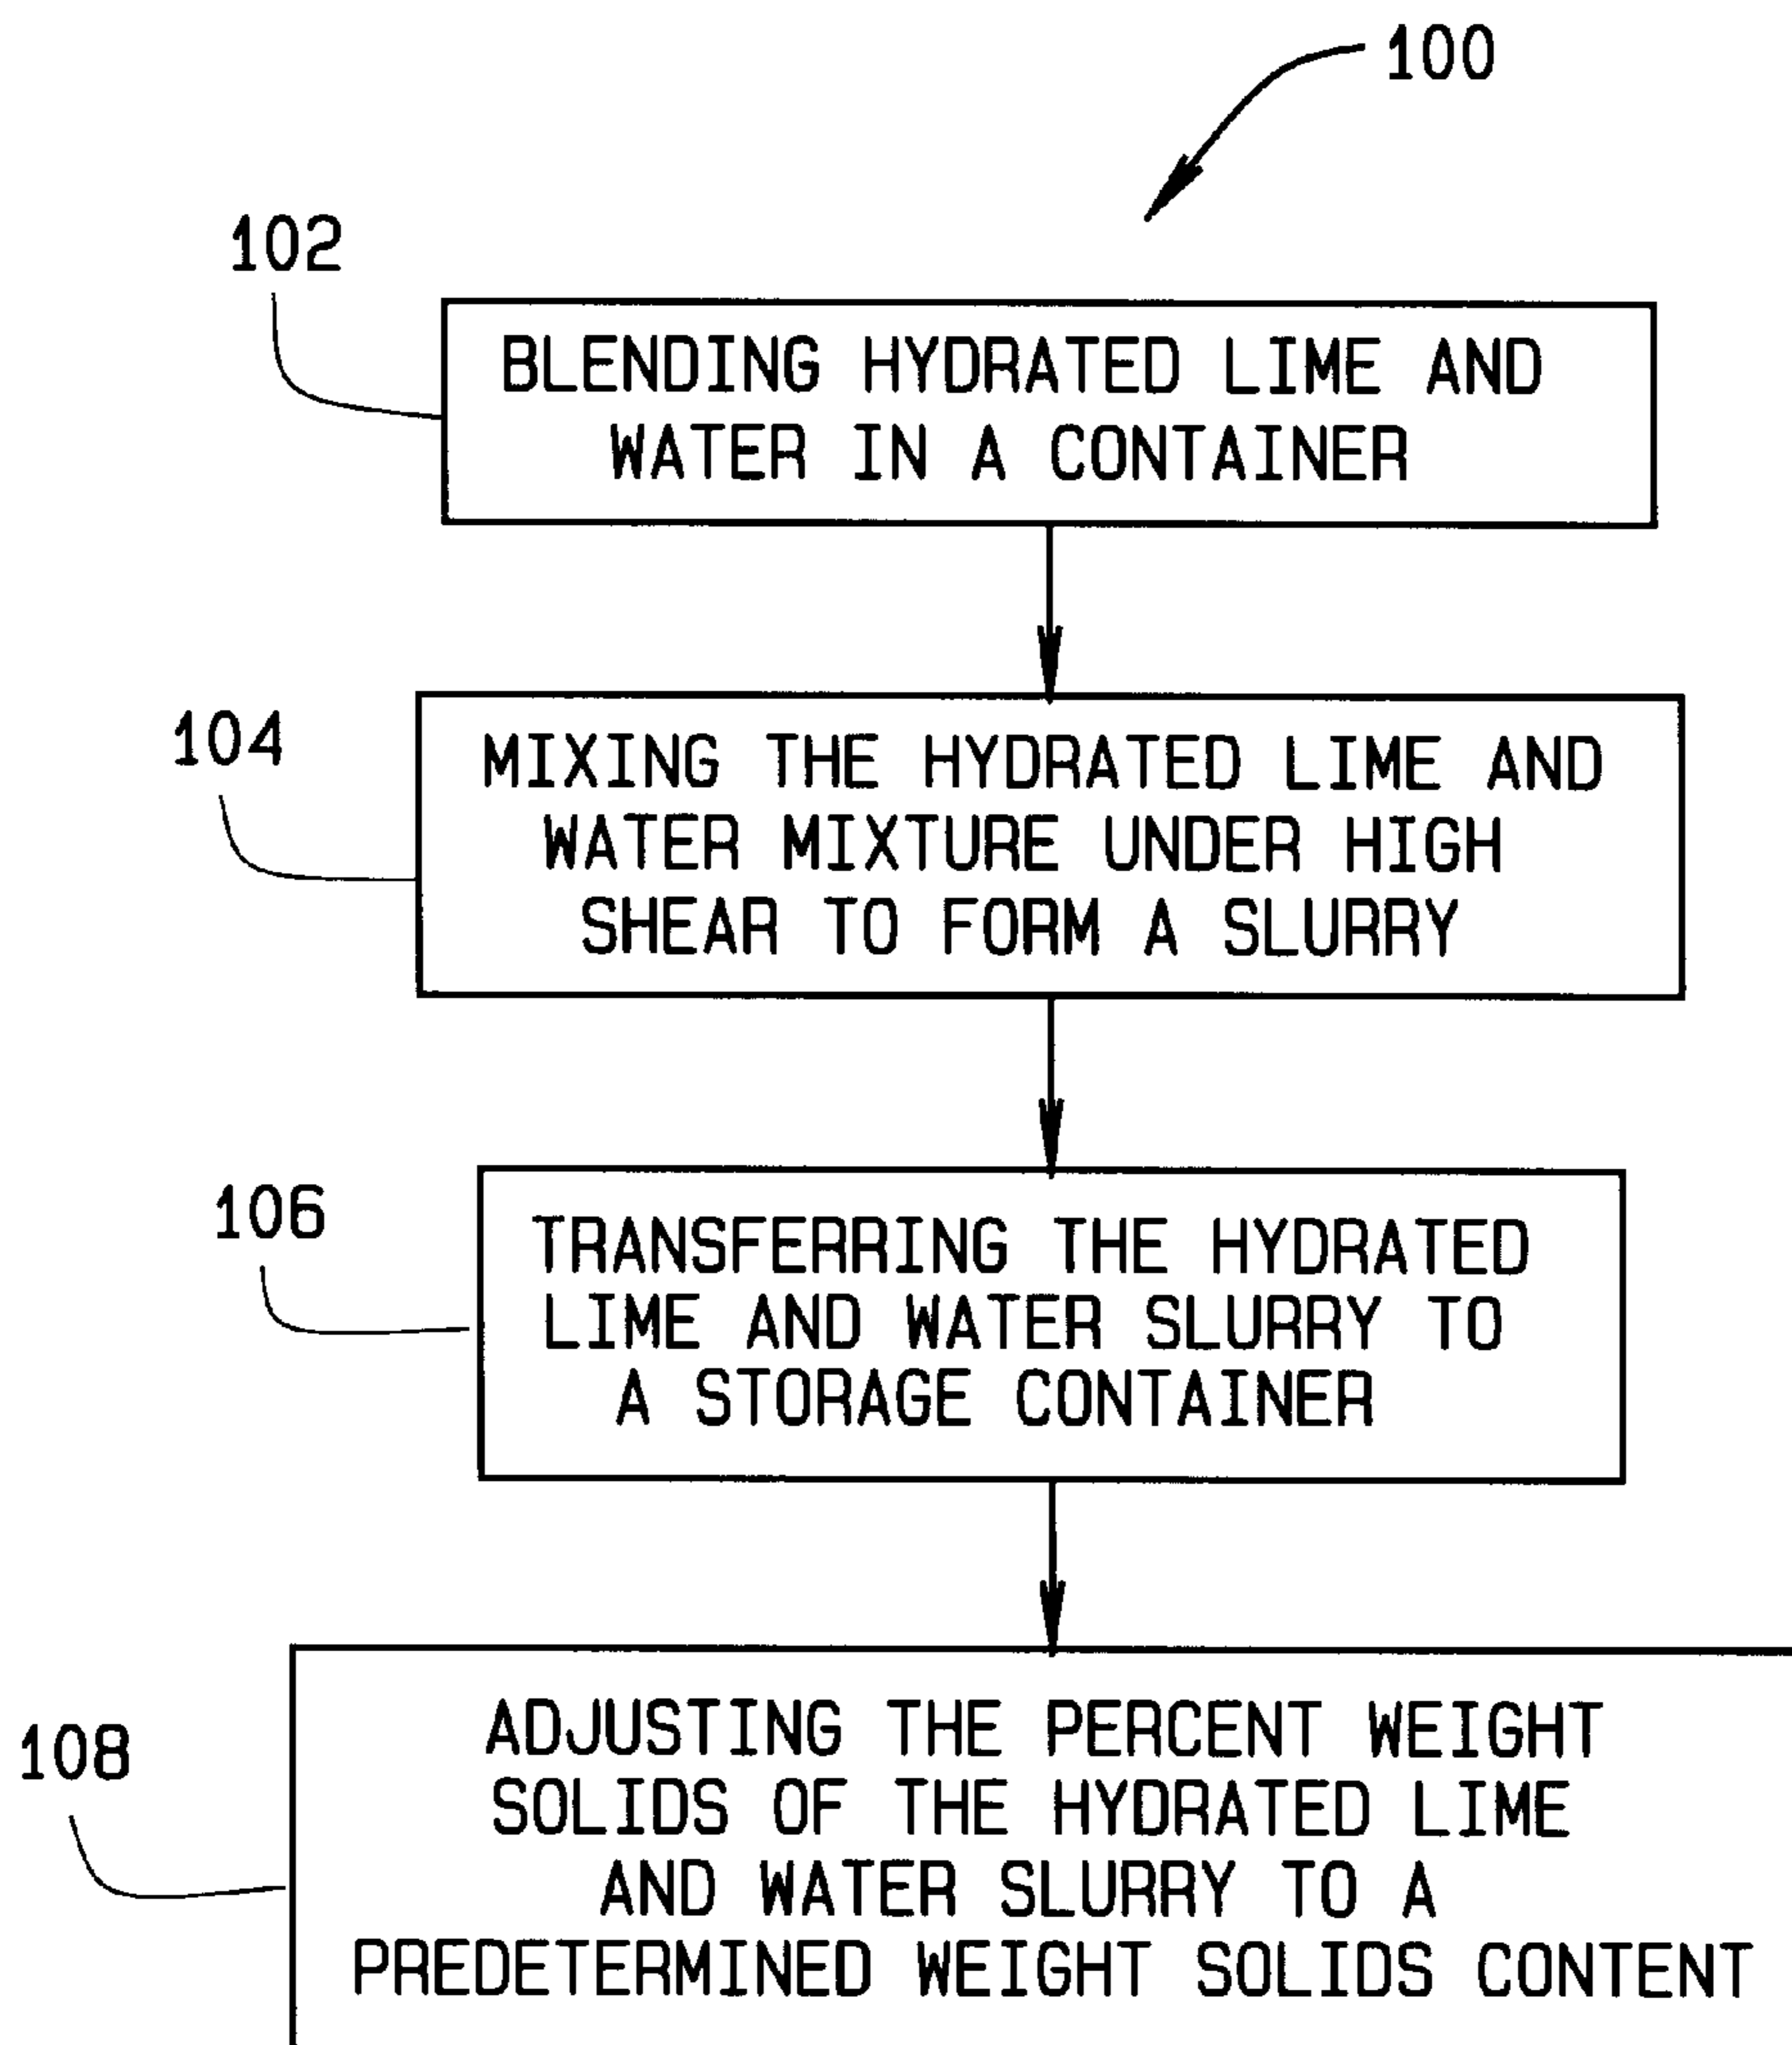 100
102
BLENDING HYDRATED LIME AND
WATER IN A CONTAINER
104
MIXING THE HYDRATED LIME AND
WATER MIXTURE UNDER HIGH
SHEAR TO FORM A SLURRY
106
TRANSFERRING THE HYDRATED
LIME AND WATER SLURRY TO
A STORAGE CONTAINER
108
ADJUSTING THE PERCENT WEIGHT
SOLIDS OF THE HYDRATED LIME
AND WATER SLURRY TO A
PREDETERMINED WEIGHT SOLIDS CONTENT